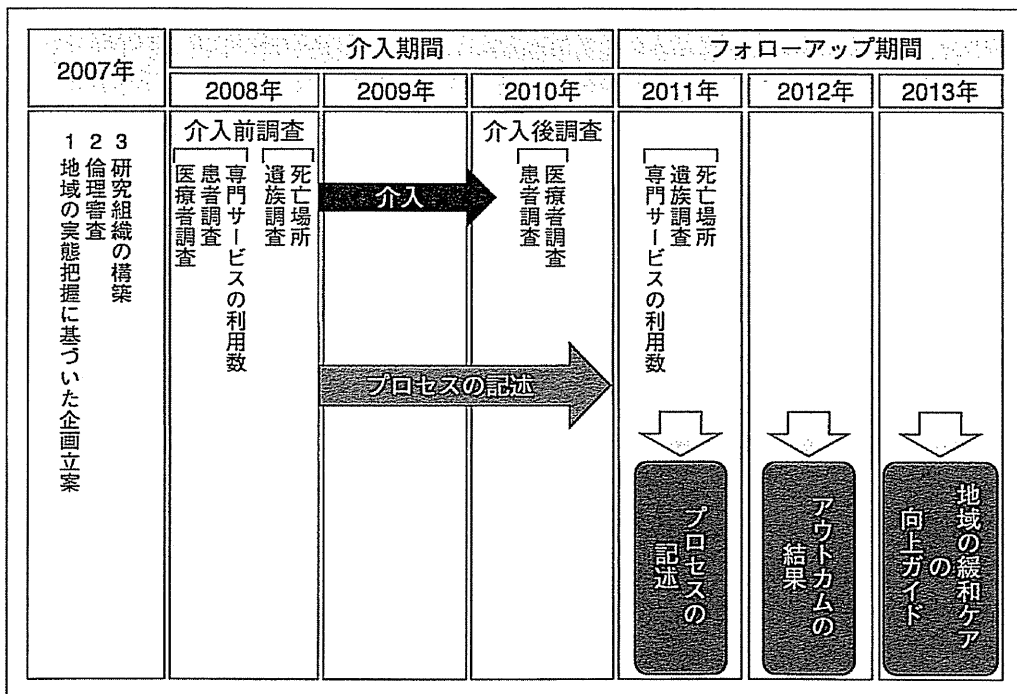 2007年
介入期間
フォローアップ期間
2008年
2009年
2010年
2011年
2012年
2013年
1 地域の実態把握に基づいた企画立案
2 倫理審査
3 研究組織の構築
介入前調査
医療者調査
患者調査
専門サービスの利用数
遺族調査
死亡場所
介入
介入後調査
患者調査
医療者調査
専門サービスの利用数
遺族調査
死亡場所
プロセスの記述
プロセスの
記述
アウトカムの
結果
地域の緩和ケア
の
向上ガイド